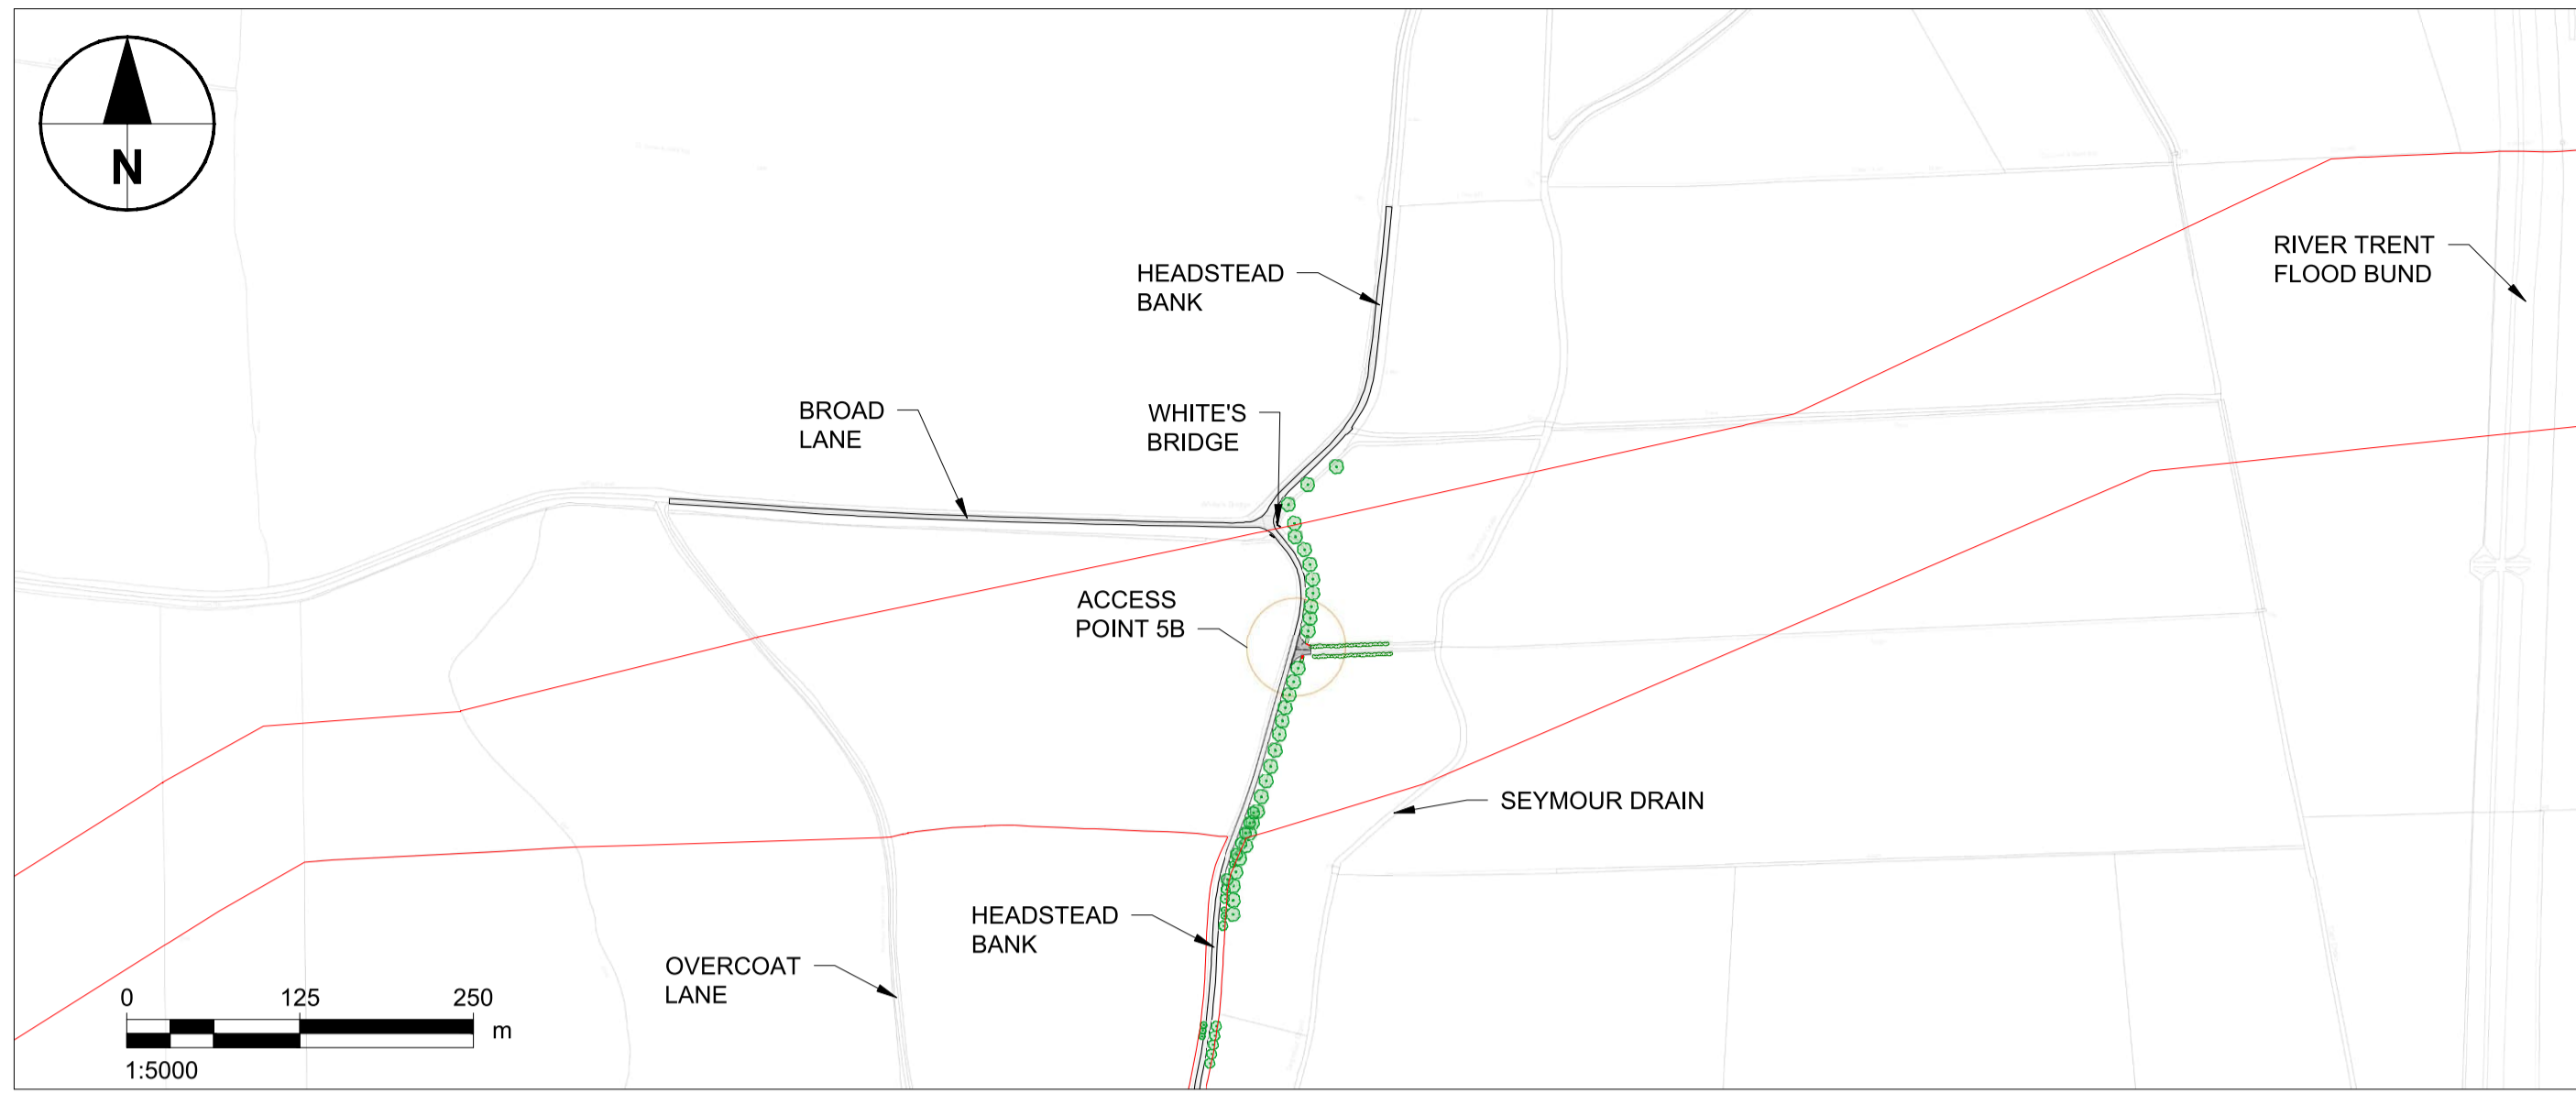 N
HEADSTEAD
BANK
RIVER TRENT
FLOOD BUND
BROAD
LANE
WHITE'S
BRIDGE
ACCESS
POINT 5B
SEYMOUR DRAIN
HEADSTEAD
BANK
OVERCOAT
LANE
0 125 250
m
1:5000